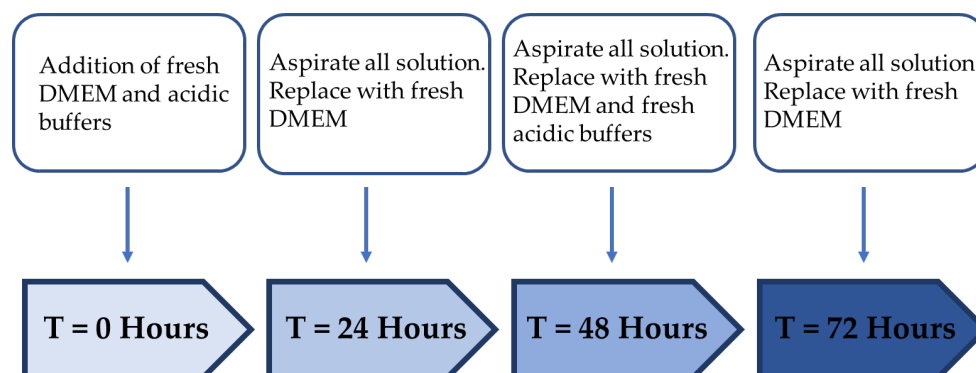 Addition of fresh
DMEM and acidic
buffers
Aspirate all solution.
Replace with fresh
DMEM
Aspirate all solution.
Replace with fresh
DMEM and fresh
acidic buffers
Aspirate all solution
Replace with fresh
DMEM
T = 0 Hours
T = 24 Hours
T = 48 Hours
T = 72 Hours